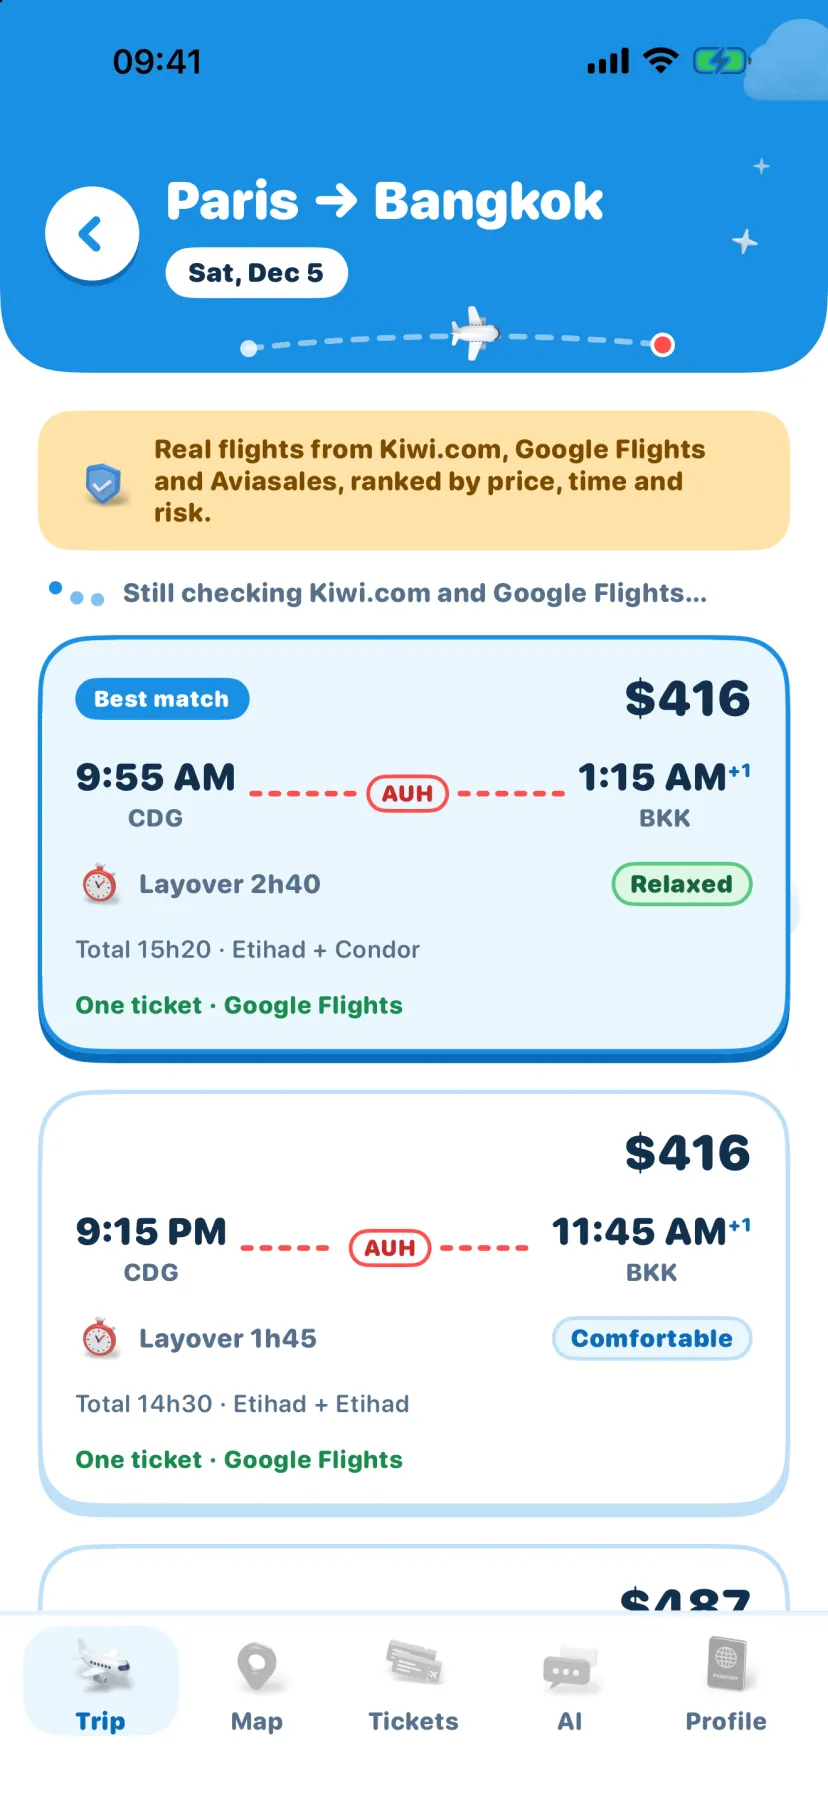 09:41
Paris → Bangkok
Sat, Dec 5
Real flights from Kiwi.com, Google Flights
and Aviasales, ranked by price, time and
risk.
Still checking Kiwi.com and Google Flights...
Best match
$416
9:55 AM
AUH
1:15 AM+1
CDG
BKK
Layover 2h40
Relaxed
Total 15h20 · Etihad + Condor
One ticket · Google Flights
$416
9:15 PM
AUH
11:45 AM+1
CDG
BKK
Layover 1h45
Comfortable
Total 14h30 · Etihad + Etihad
One ticket · Google Flights
$487
PASSPORT
Trip
Map
Tickets
AI
Profile